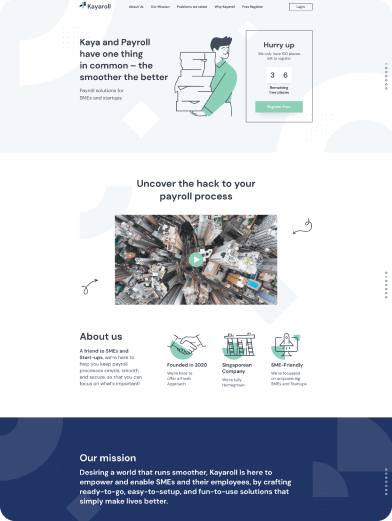 Kayaroll
About Us
Our Mission
Problems we solve
Why Kayaroll
Free Register
Login
Kaya and Payroll
have one thing
in common – the
smoother the better
Payroll solutions for
SMEs and startups
Hurry up
We only have 100 places
left to register
3 6
Remaining
free places
Register Now
Uncover the hack to your
payroll process
About us
A friend to SMEs and
Start-ups, we're here to
help you keep payroll
processes simple, smooth
and secure, so that you can
focus on what's important!
Founded in 2020
We're here to
offer a Fresh
Approach
Singaporean
Company
We're fully
Homegrown
SME-Friendly
We're focussed
on empowering
SMEs and Startups
Our mission
Desiring a world that runs smoother, Kayaroll is here to
empower and enable SMEs and their employees, by crafting
ready-to-go, easy-to-setup, and fun-to-use solutions that
simply make lives better.